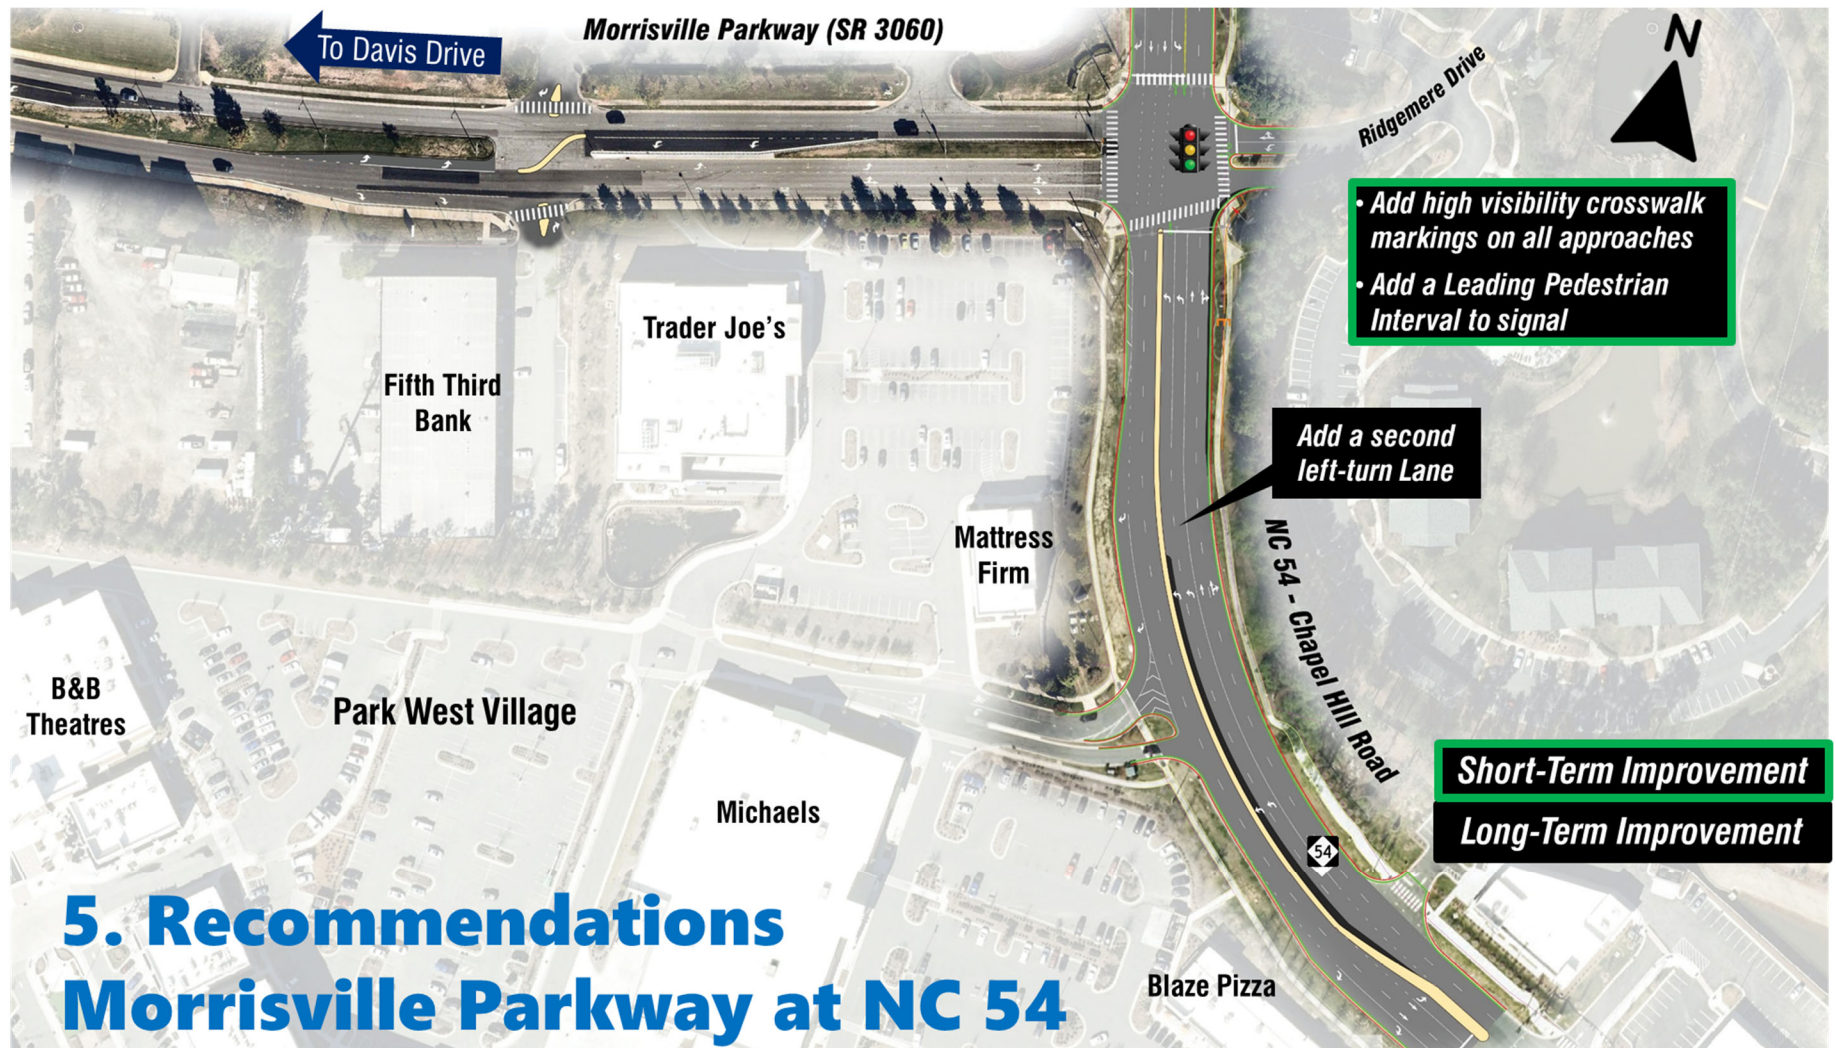 Morrisville Parkway (SR 3060)
To Davis Drive
N
Ridgemere Drive
• Add high visibility crosswalk
markings on all approaches
• Add a Leading Pedestrian
Interval to signal
Trader Joe's
Fifth Third
Bank
Add a second
left-turn Lane
Mattress
Firm
NC 54 - Chapel HIll Road
B&B
Theatres
Park West Village
Michaels
Short-Term Improvement
Long-Term Improvement
54
Blaze Pizza
5. Recommendations
Morrisville Parkway at NC 54